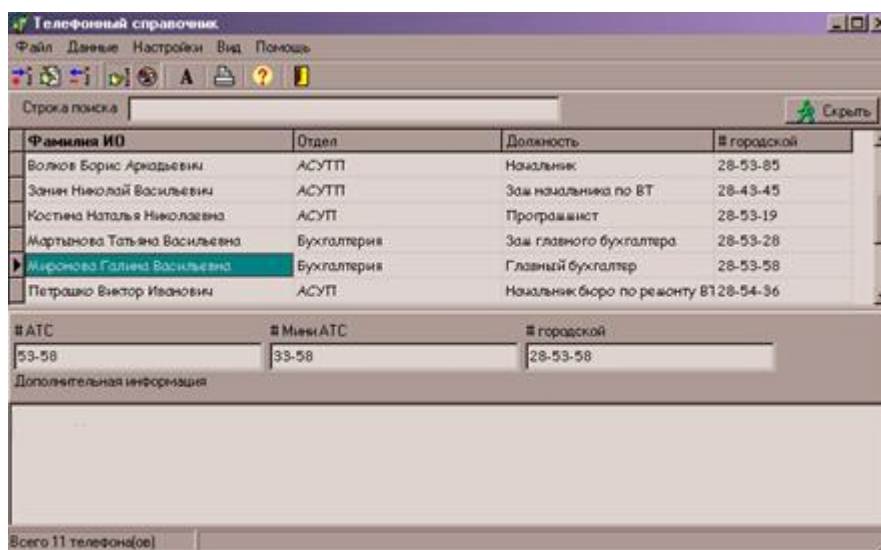 Телефонный справочник
Файл Данные Настройки Вид Помощь
A ?
Строка поиска Скрыть
Фамилия ИО Отдел Должность # городской
Волков Борис Аркадьевич АСУТП Начальник 28-53-85
Занин Николай Васильевич АСУТП Зам начальника по ВТ 28-43-45
Костина Наталья Николаевна АСУП Программист 28-53-19
Мартынова Татьяна Васильевна Бухгалтерия Зам главного бухгалтера 28-53-28
Миронова Галина Васильевна Бухгалтерия Главный бухгалтер 28-53-58
Петрашко Виктор Иванович АСУП Начальник бюро по ремонту ВТ 28-54-36
# АТС # Мини АТС # городской
53-58 33-58 28-53-58
Дополнительная информация
Всего 11 телефона(ов)